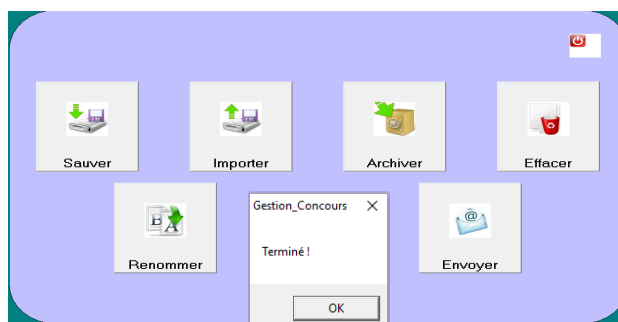 Sauver
Importer
Archiver
Effacer
Renommer
Gestion_Concours
Terminé !
OK
Envoyer